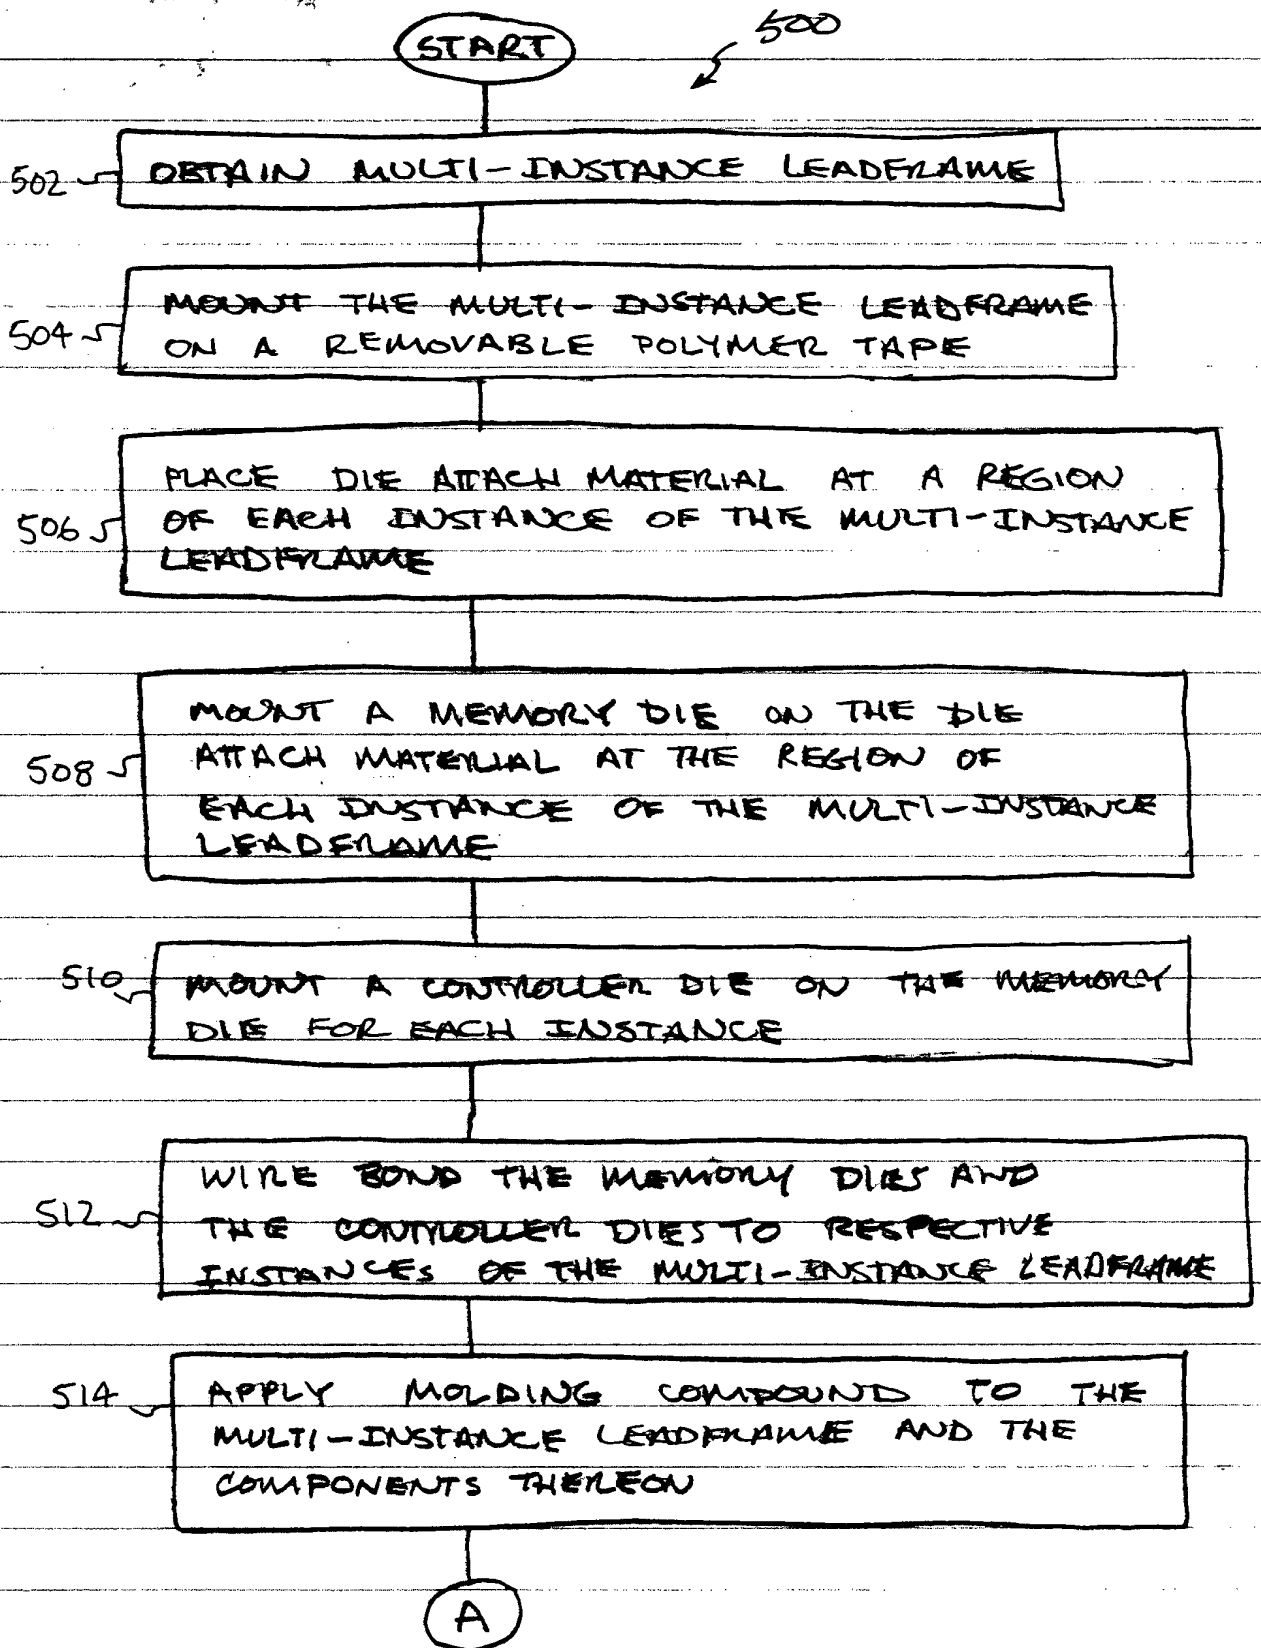 START
500
502
OBTAIN MULTI-INSTANCE LEADFRAME
504
MOUNT THE MULTI-INSTANCE LEADFRAME
ON A REMOVABLE POLYMER TAPE
506
PLACE DIE ATTACH MATERIAL AT A REGION
OF EACH INSTANCE OF THE MULTI-INSTANCE
LEADFRAME
508
MOUNT A MEMORY DIE ON THE DIE
ATTACH MATERIAL AT THE REGION OF
EACH INSTANCE OF THE MULTI-INSTANCE
LEADFRAME
510
MOUNT A CONTROLLER DIE ON THE MEMORY
DIE FOR EACH INSTANCE
512
WIRE BOND THE MEMORY DIES AND
THE CONTROLLER DIES TO RESPECTIVE
INSTANCES OF THE MULTI-INSTANCE LEADFRAME
514
APPLY MOLDING COMPOUND TO THE
MULTI-INSTANCE LEADFRAME AND THE
COMPONENTS THEREON
A